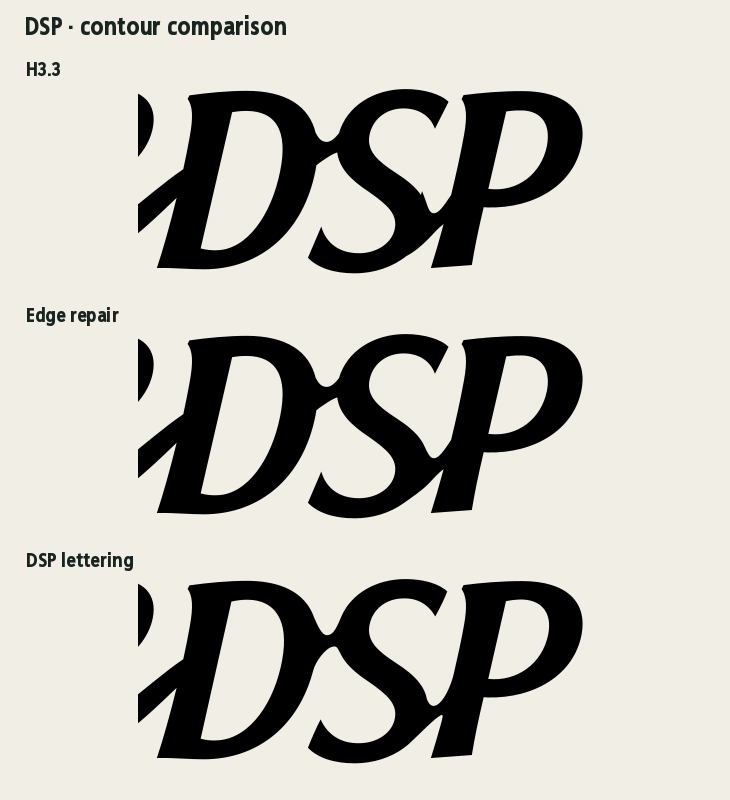 DSP · contour comparison
H3.3
DSP
Edge repair
DSP
DSP lettering
DSP